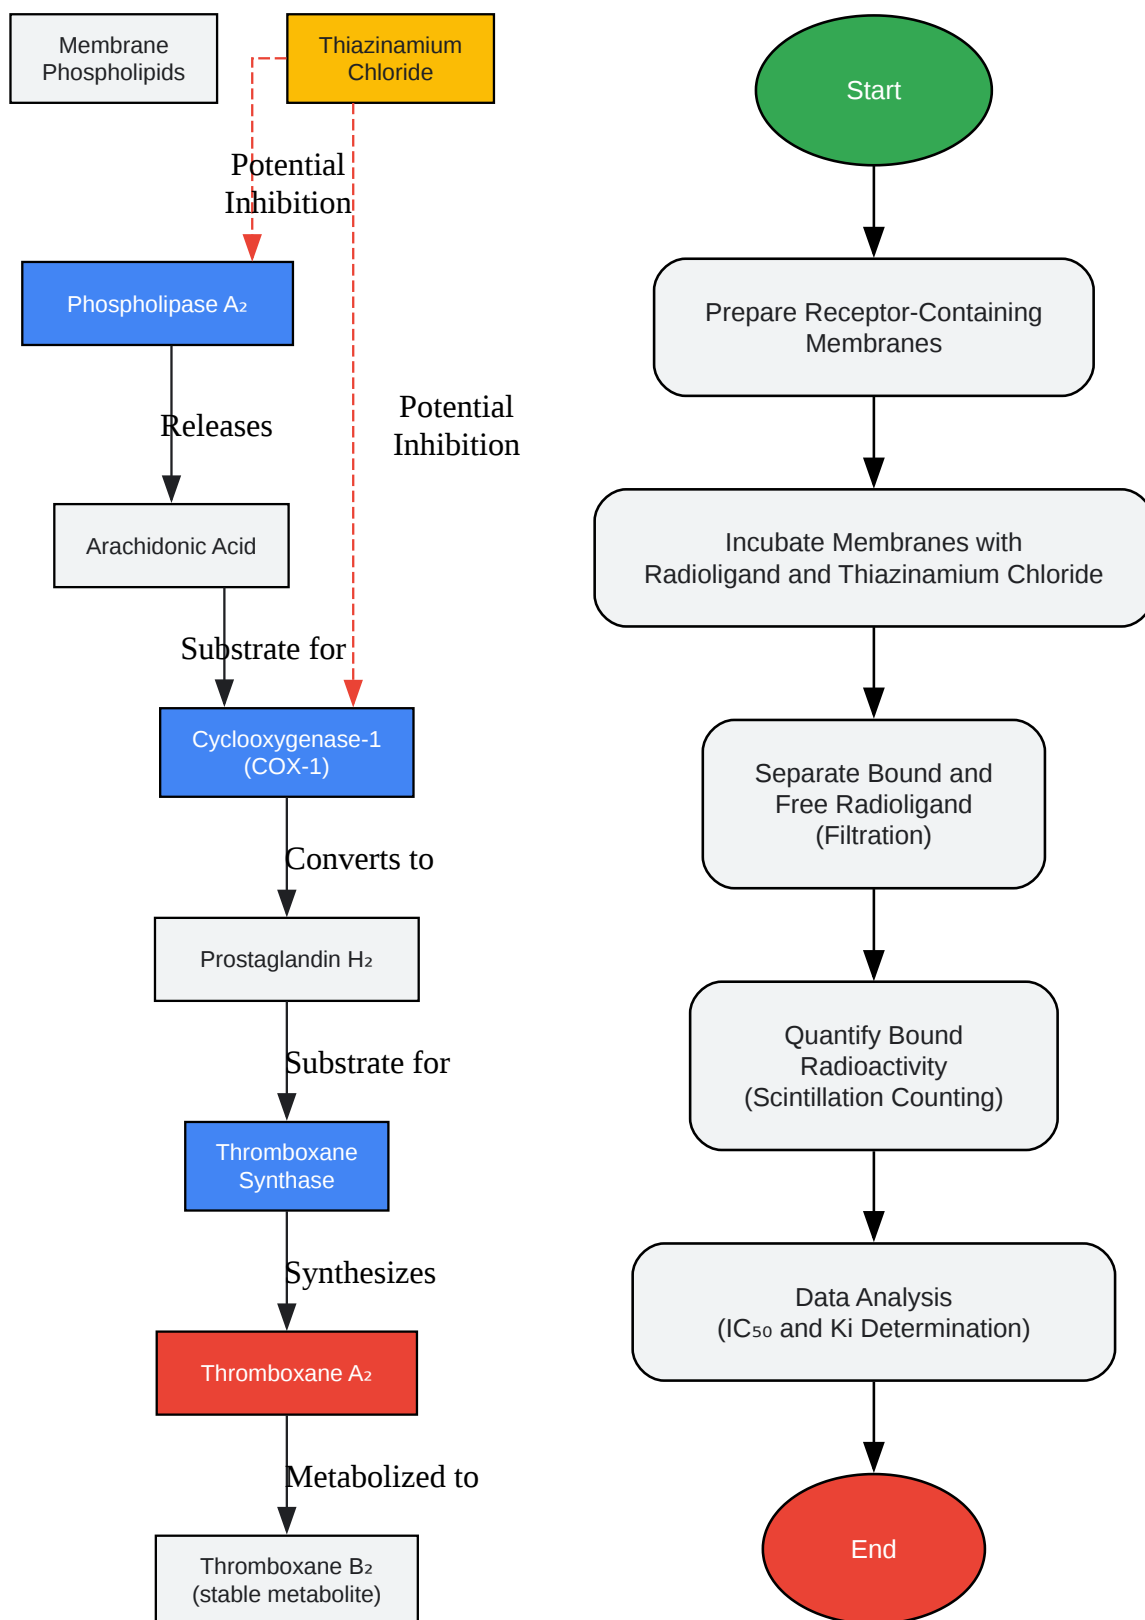 Membrane
Phospholipids
Thiazinamium
Chloride
Potential
Inhibition
Phospholipase A₂
Releases
Potential
Inhibition
Arachidonic Acid
Substrate for
Cyclooxygenase-1
(COX-1)
Converts to
Prostaglandin H₂
Substrate for
Thromboxane
Synthase
Synthesizes
Thromboxane A₂
Metabolized to
Thromboxane B₂
(stable metabolite)
Start
Prepare Receptor-Containing
Membranes
Incubate Membranes with
Radioligand and Thiazinamium Chloride
Separate Bound and
Free Radioligand
(Filtration)
Quantify Bound
Radioactivity
(Scintillation Counting)
Data Analysis
(IC₅₀ and Ki Determination)
End